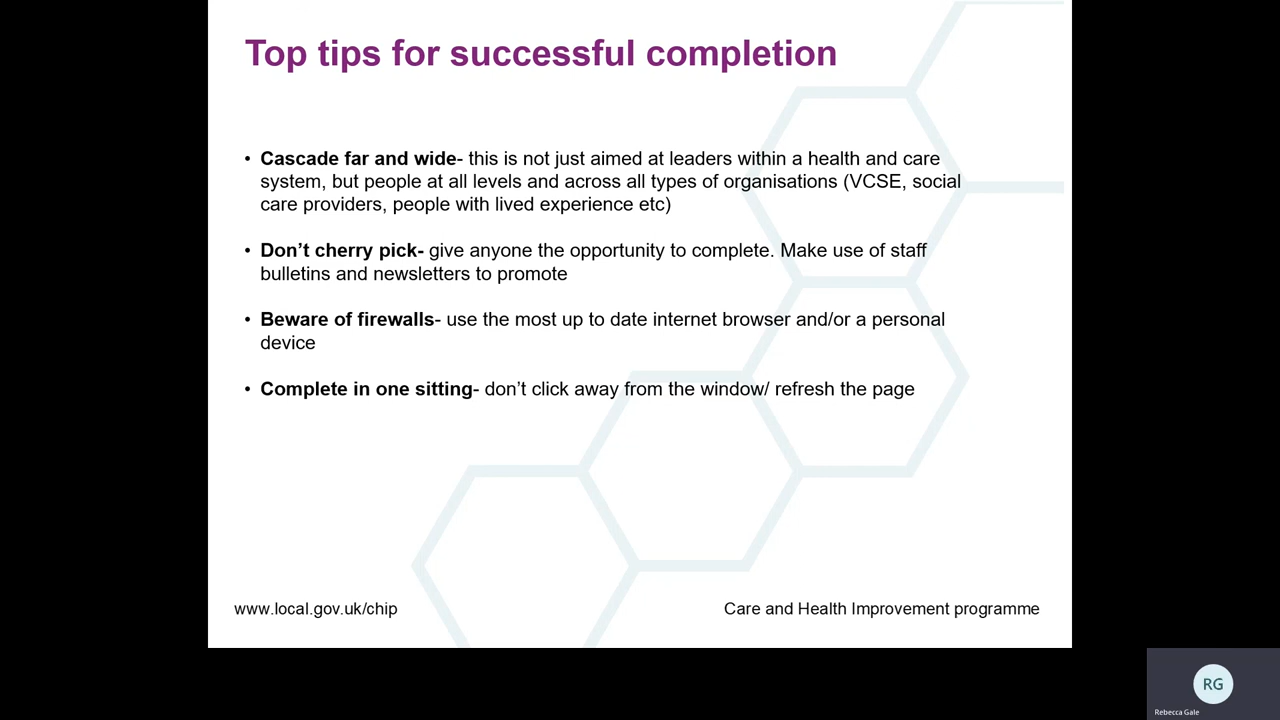 Top tips for successful completion
• Cascade far and wide- this is not just aimed at leaders within a health and care
system, but people at all levels and across all types of organisations (VCSE, social
care providers, people with lived experience etc)
• Don’t cherry pick- give anyone the opportunity to complete. Make use of staff
bulletins and newsletters to promote
• Beware of firewalls- use the most up to date internet browser and/or a personal
device
• Complete in one sitting- don’t click away from the window/ refresh the page
www.local.gov.uk/chip
Care and Health Improvement programme
RG
Rebecca Gale